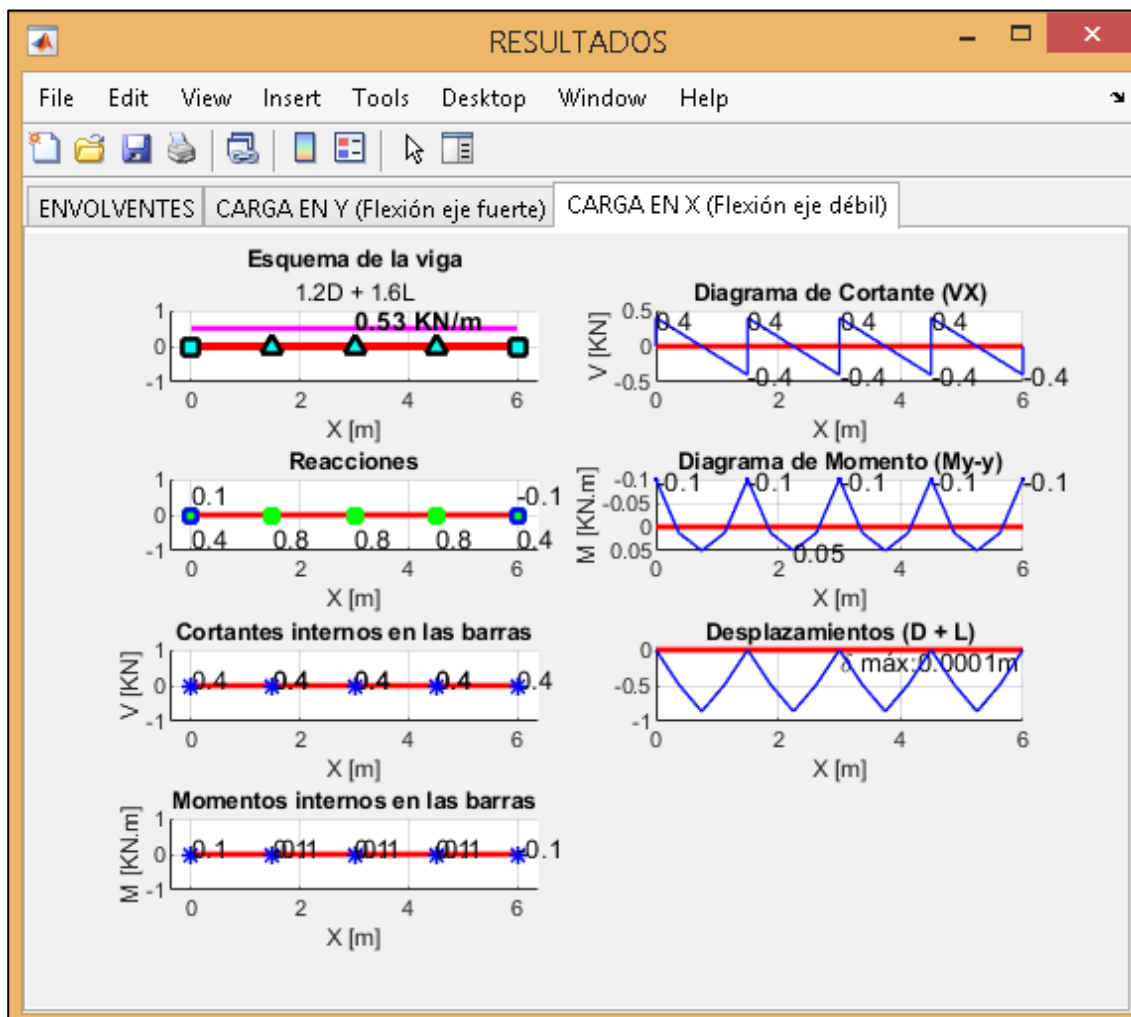 RESULTADOS
File Edit View Insert Tools Desktop Window Help
ENVOLVENTES CARGA EN Y (Flexión eje fuerte) CARGA EN X (Flexión eje débil)
Esquema de la viga
1.2D + 1.6L
0.53 KN/m
1
0
-1
0 2 4 6
X [m]
Reacciones
0.1 -0.1
1
0
-1
0.4 0.8 0.8 0.8 0.4
0 2 4 6
X [m]
Cortantes internos en las barras
V [KN]
1
0
-1
0.4 0.4 0.4 0.4 0.4
0 2 4 6
X [m]
Momentos internos en las barras
M [KN.m]
1
0
-1
0.1 -0.1
0 2 4 6
X [m]
Diagrama de Cortante (VX)
V [KN]
0.5
0
-0.5
0.4 0.4 0.4 0.4
-0.4 -0.4 -0.4 -0.4
0 2 4 6
X [m]
Diagrama de Momento (My-y)
M [KN.m]
-0.1
-0.05
0
0.05
-0.1 -0.1 -0.1 -0.1 -0.1
0.05
0 2 4 6
X [m]
Desplazamientos (D + L)
δ máx:0.0001m
0
-0.5
-1
0 2 4 6
X [m]